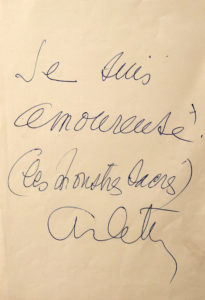 Je suis
amoureuse+.
(les monstres sacrés)
Arletty